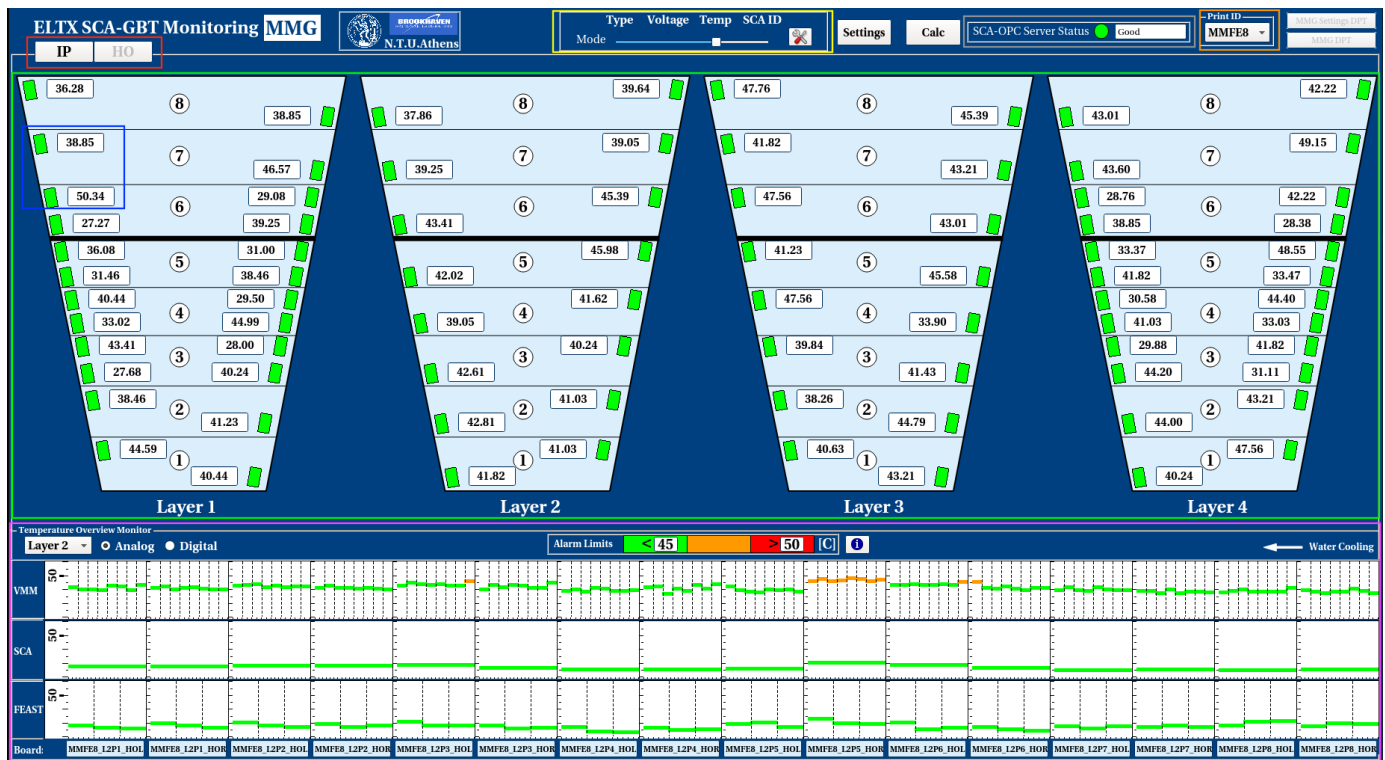 ELTX SCA-GBT Monitoring MMG
BROOKHAVEN
N.T.U.Athens
Type Voltage Temp SCA ID
Mode
Settings
Calc
SCA-OPC Server Status Good
Print ID
MMFE8
MMG Settings DPT
MMG DPT
IP HO
36.28 8 39.64 47.76 42.22
38.85 37.86 8 45.39 8 43.01 8
38.85 7 39.05 41.82 49.15
46.57 39.25 7 43.21 7 43.60 7
50.34 29.08 45.39 47.56 28.76 42.22
6 6 6 6
27.27 39.25 43.41 43.01 38.85 28.38
36.08 31.00 45.98 41.23 33.37 48.55
5 5 5 5
31.46 38.46 42.02 45.58 41.82 33.47
40.44 29.50 41.62 47.56 30.58 44.40
4 4 4 4
33.02 44.99 39.05 33.90 41.03 33.03
43.41 28.00 40.24 39.84 29.88 41.82
3 3 3 3
27.68 40.24 42.61 41.43 44.20 31.11
38.46 41.03 38.26 43.21
2 2 2 2
41.23 42.81 44.79 44.00
44.59 41.03 40.63 47.56
1 1 1 1
40.44 41.82 43.21 40.24
Layer 1 Layer 2 Layer 3 Layer 4
Temperature Overview Monitor
Layer 2 Analog Digital
Alarm Limits < 45 > 50 [C] i
Water Cooling
VMM 50
SCA 50
FEAST 50
Board: MMFE8_L2P1_HOL MMFE8_L2P1_HOR MMFE8_L2P2_HOL MMFE8_L2P2_HOR MMFE8_L2P3_HOL MMFE8_L2P3_HOR MMFE8_L2P4_HOL MMFE8_L2P4_HOR MMFE8_L2P5_HOL MMFE8_L2P5_HOR MMFE8_L2P6_HOL MMFE8_L2P6_HOR MMFE8_L2P7_HOL MMFE8_L2P7_HOR MMFE8_L2P8_HOL MMFE8_L2P8_HOR